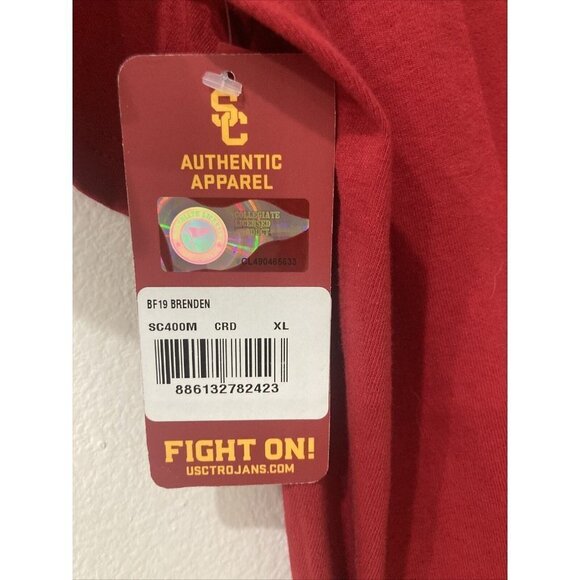 SC
AUTHENTIC
APPAREL
COLLEGIATE
LICENSED
PRODUCT
BF19 BRENDEN
SC400M CRD XL
886132782423
FIGHT ON!
USCTROJANS.COM